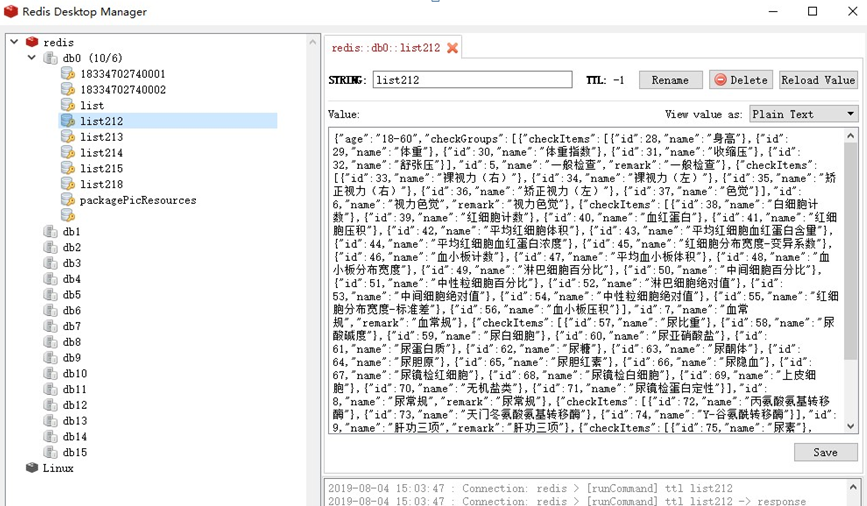 Redis Desktop Manager
redis
db0 (10/6)
18334702740001
18334702740002
list
list212
list213
list214
list215
list218
packagePicResources
db1
db2
db3
db4
db5
db6
db7
db8
db9
db10
db11
db12
db13
db14
db15
Linux
redis::db0::list212
STRING: list212 TTL: -1 Rename Delete Reload Value
Value: View value as: Plain Text
{"age":"18-60","checkGroups":[{"checkItems":[{"id":28,"name":"身高"},{"id":
29,"name":"体重"},{"id":30,"name":"体重指数"},{"id":31,"name":"收缩压"},{"id":
32,"name":"舒张压"}],"id":5,"name":"一般检查","remark":"一般检查"},{"checkItems":
[{"id":33,"name":"裸视力（右）"},{"id":34,"name":"裸视力（左）"},{"id":35,"name":"矫
正视力（右）"},{"id":36,"name":"矫正视力（左）"},{"id":37,"name":"色觉"}],"id":
6,"name":"视力色觉","remark":"视力色觉"},{"checkItems":[{"id":38,"name":"白细胞计
数"},{"id":39,"name":"红细胞计数"},{"id":40,"name":"血红蛋白"},{"id":41,"name":"红细
胞压积"},{"id":42,"name":"平均红细胞体积"},{"id":43,"name":"平均红细胞血红蛋白含量"},
{"id":44,"name":"平均红细胞血红蛋白浓度"},{"id":45,"name":"红细胞分布宽度-变异系数"},
{"id":46,"name":"血小板计数"},{"id":47,"name":"平均血小板体积"},{"id":48,"name":"血
小板分布宽度"},{"id":49,"name":"淋巴细胞百分比"},{"id":50,"name":"中间细胞百分比"},
{"id":51,"name":"中性粒细胞百分比"},{"id":52,"name":"淋巴细胞绝对值"},{"id":
53,"name":"中间细胞绝对值"},{"id":54,"name":"中性粒细胞绝对值"},{"id":55,"name":"红细
胞分布宽度-标准差"},{"id":56,"name":"血小板压积"}],"id":7,"name":"血常
规","remark":"血常规"},{"checkItems":[{"id":57,"name":"尿比重"},{"id":58,"name":"尿
酸碱度"},{"id":59,"name":"尿白细胞"},{"id":60,"name":"尿亚硝酸盐"},{"id":
61,"name":"尿蛋白质"},{"id":62,"name":"尿糖"},{"id":63,"name":"尿酮体"},{"id":
64,"name":"尿胆原"},{"id":65,"name":"尿胆红素"},{"id":66,"name":"尿隐血"},{"id":
67,"name":"尿镜检红细胞"},{"id":68,"name":"尿镜检白细胞"},{"id":69,"name":"上皮细
胞"},{"id":70,"name":"无机盐类"},{"id":71,"name":"尿镜检蛋白定性"}],"id":
8,"name":"尿常规","remark":"尿常规"},{"checkItems":[{"id":72,"name":"丙氨酸氨基转移
酶"},{"id":73,"name":"天门冬氨酸氨基转移酶"},{"id":74,"name":"Y-谷氨酰转移酶"}],"id":
9,"name":"肝功三项","remark":"肝功三项"},{"checkItems":[{"id":75,"name":"尿素"},
Save
2019-08-04 15:03:47 : Connection: redis > [runCommand] ttl list212
2019-08-04 15:03:47 : Connection: redis > [runCommand] ttl list212 -> response